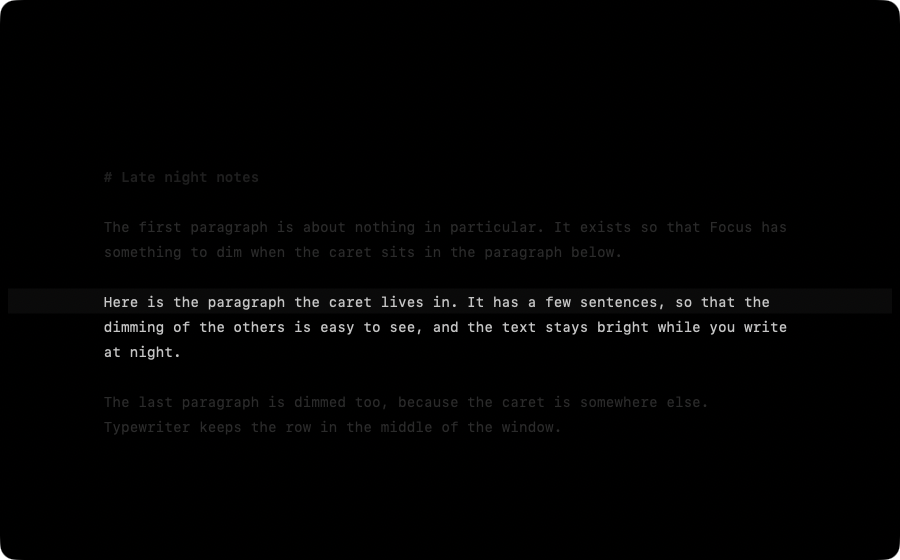 # Late night notes
The first paragraph is about nothing in particular. It exists so that Focus has
something to dim when the caret sits in the paragraph below.
Here is the paragraph the caret lives in. It has a few sentences, so that the
dimming of the others is easy to see, and the text stays bright while you write
at night.
The last paragraph is dimmed too, because the caret is somewhere else.
Typewriter keeps the row in the middle of the window.